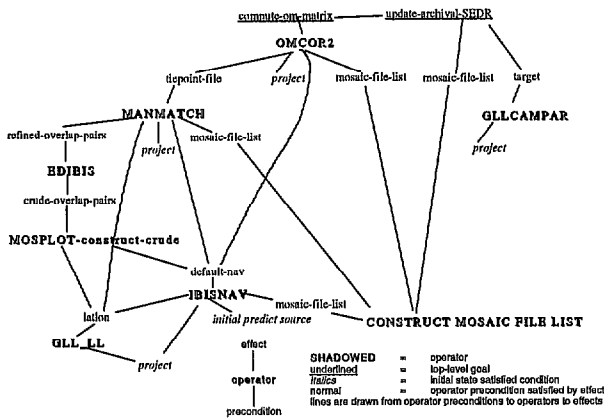 compute-om-matrix
update-archival-SEDR
OMCOR2
tiepoint-file
project
mosaic-file-list
mosaic-file-list
target
MANMATCH
GLLCAMPAR
refined-overlap-pairs
project
mosaic-file-list
project
EDIBIS
crude-overlap-pairs
MOSPLOT-construct-crude
default-nav
IBISNAV
mosaic-file-list
latlon
initial predict source
CONSTRUCT MOSAIC FILE LIST
GLL_LL
project
effect
operator
precondition
SHADOWED = operator
underlined = top-level goal
italics = initial state satisfied condition
normal = operator precondition satisfied by effect
lines are drawn from operator preconditions to operators to effects